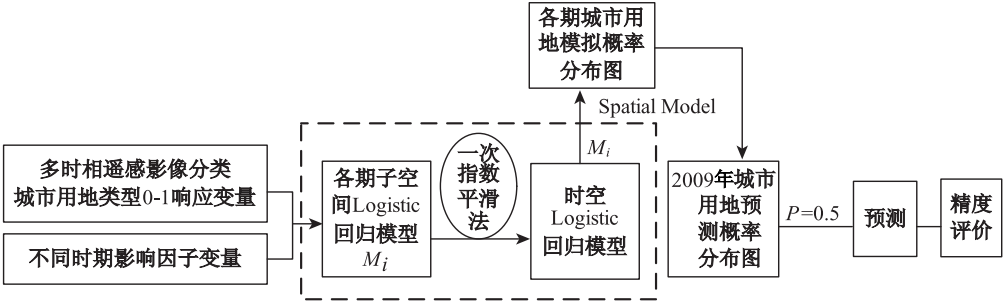 各期城市用
地模拟概率
分布图
Spatial Model
多时相遥感影像分类
城市用地类型0-1响应变量
不同时期影响因子变量
各期子空
间Logistic
回归模型
Mi
一次
指数
平滑
法
Mi
时空
Logistic
回归模型
2009年城市
用地预
测概率
分布图
P=0.5
预测
精度
评价